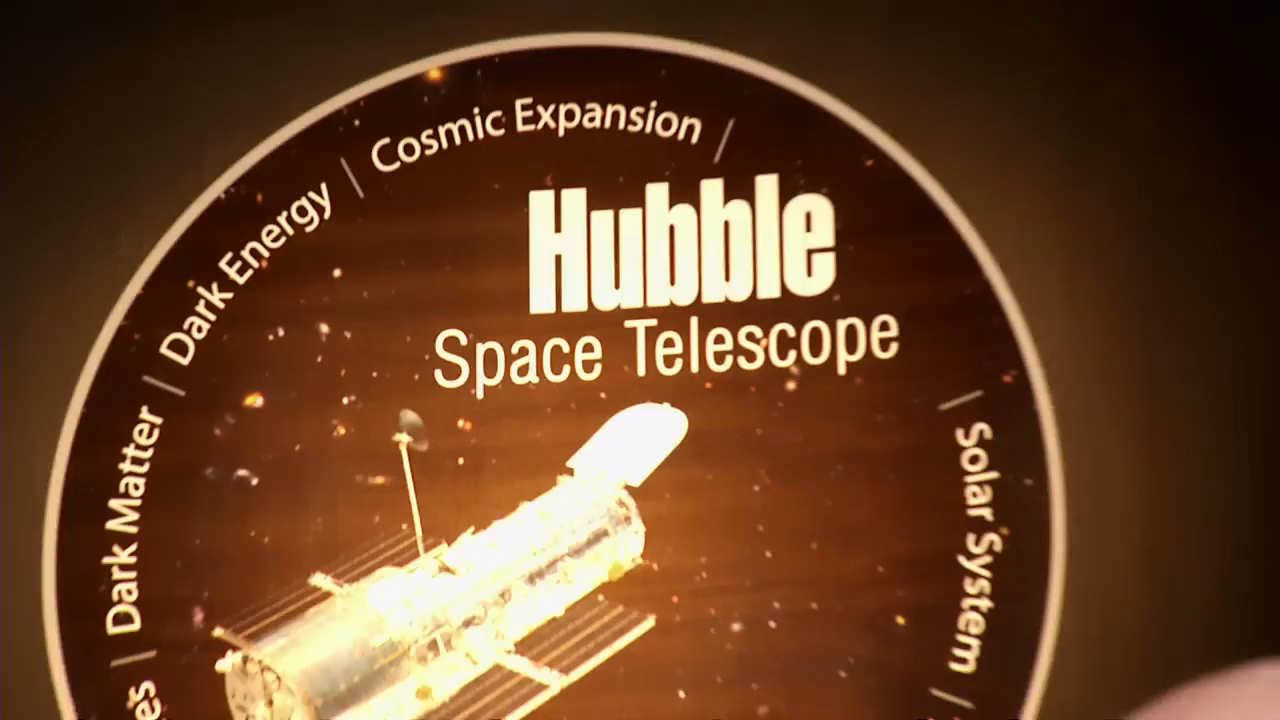 Hubble
Space Telescope
Dark Matter / Dark Energy / Cosmic Expansion /
/ Solar System /